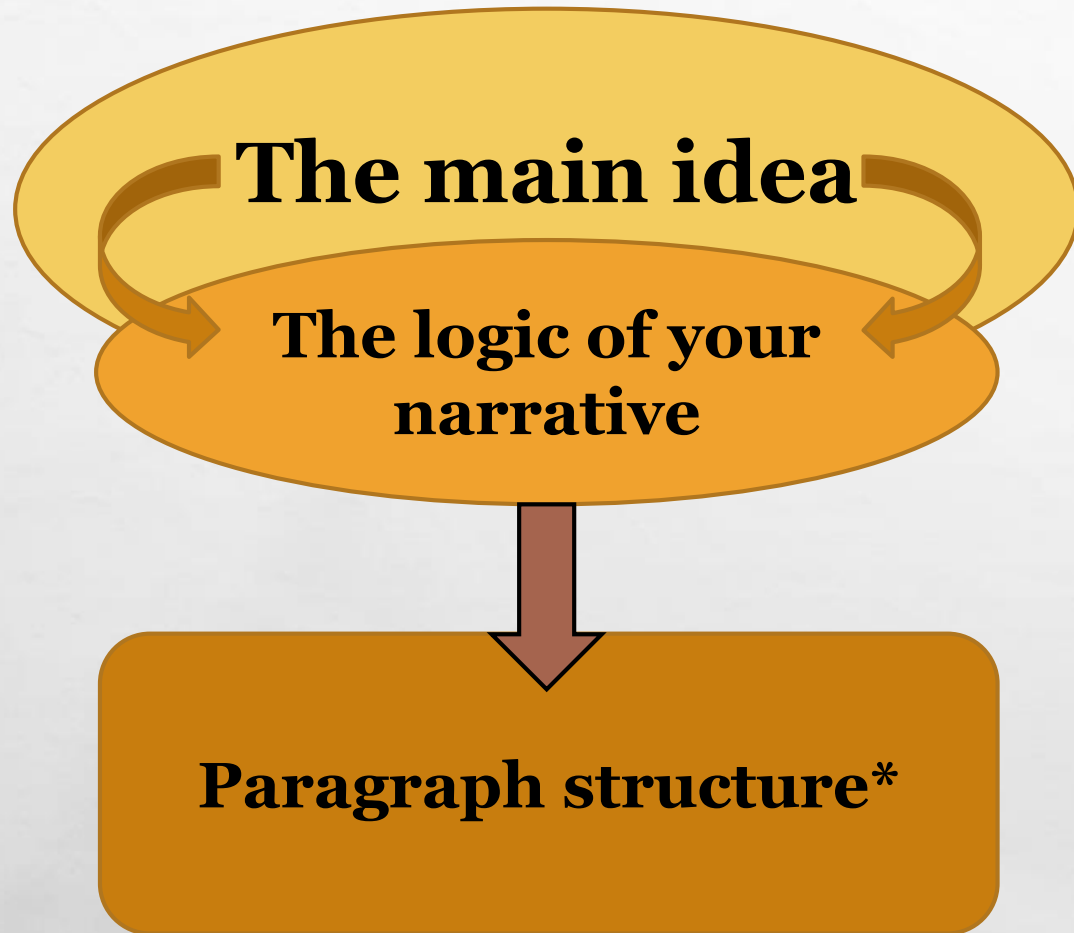 The main idea
The logic of your
narrative
Paragraph structure*